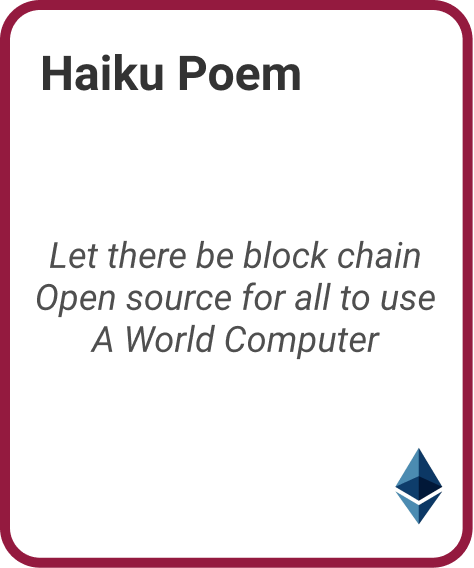 Haiku Poem
Let there be block chain
Open source for all to use
A World Computer